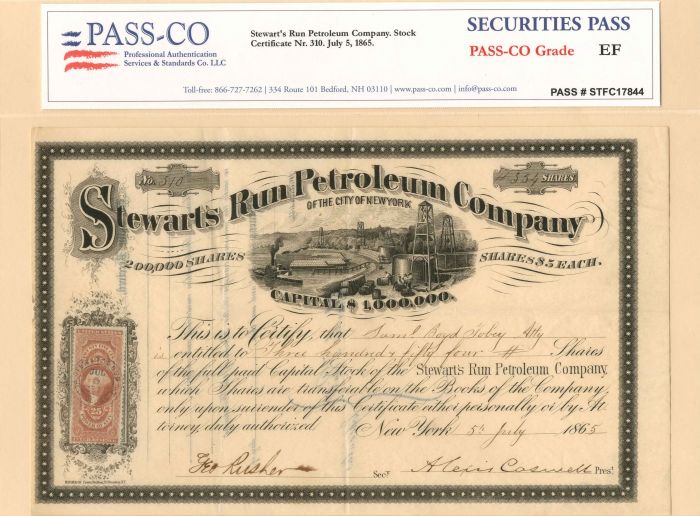 PASS-CO
Professional Authentication
Services & Standards Co. LLC
Stewart's Run Petroleum Company. Stock
Certificate Nr. 310. July 5, 1865.
SECURITIES PASS
PASS-CO Grade EF
Toll-free: 866-727-7262 | 334 Route 101 Bedford, NH 03110 | www.pass-co.com | info@pass-co.com
PASS # STFC17844
No. 310
354 SHARES
Stewart's Run Petroleum Company
OF THE CITY OF NEW YORK
200,000 SHARES
SHARES $5 EACH.
CAPITAL $1,000,000.
This is to Certify, that Saml Boyd Tobey Atty
is entitled to Three hundred & fifty four Shares
of the full paid Capital Stock of the Stewart's Run Petroleum Company
which Shares are transferable on the Books of the Company,
only upon surrender of this Certificate either personally or by At-
torney, duly authorized New York 5th July 1865
Geo Rusher Secy. Alexis Caswell Prest.
25